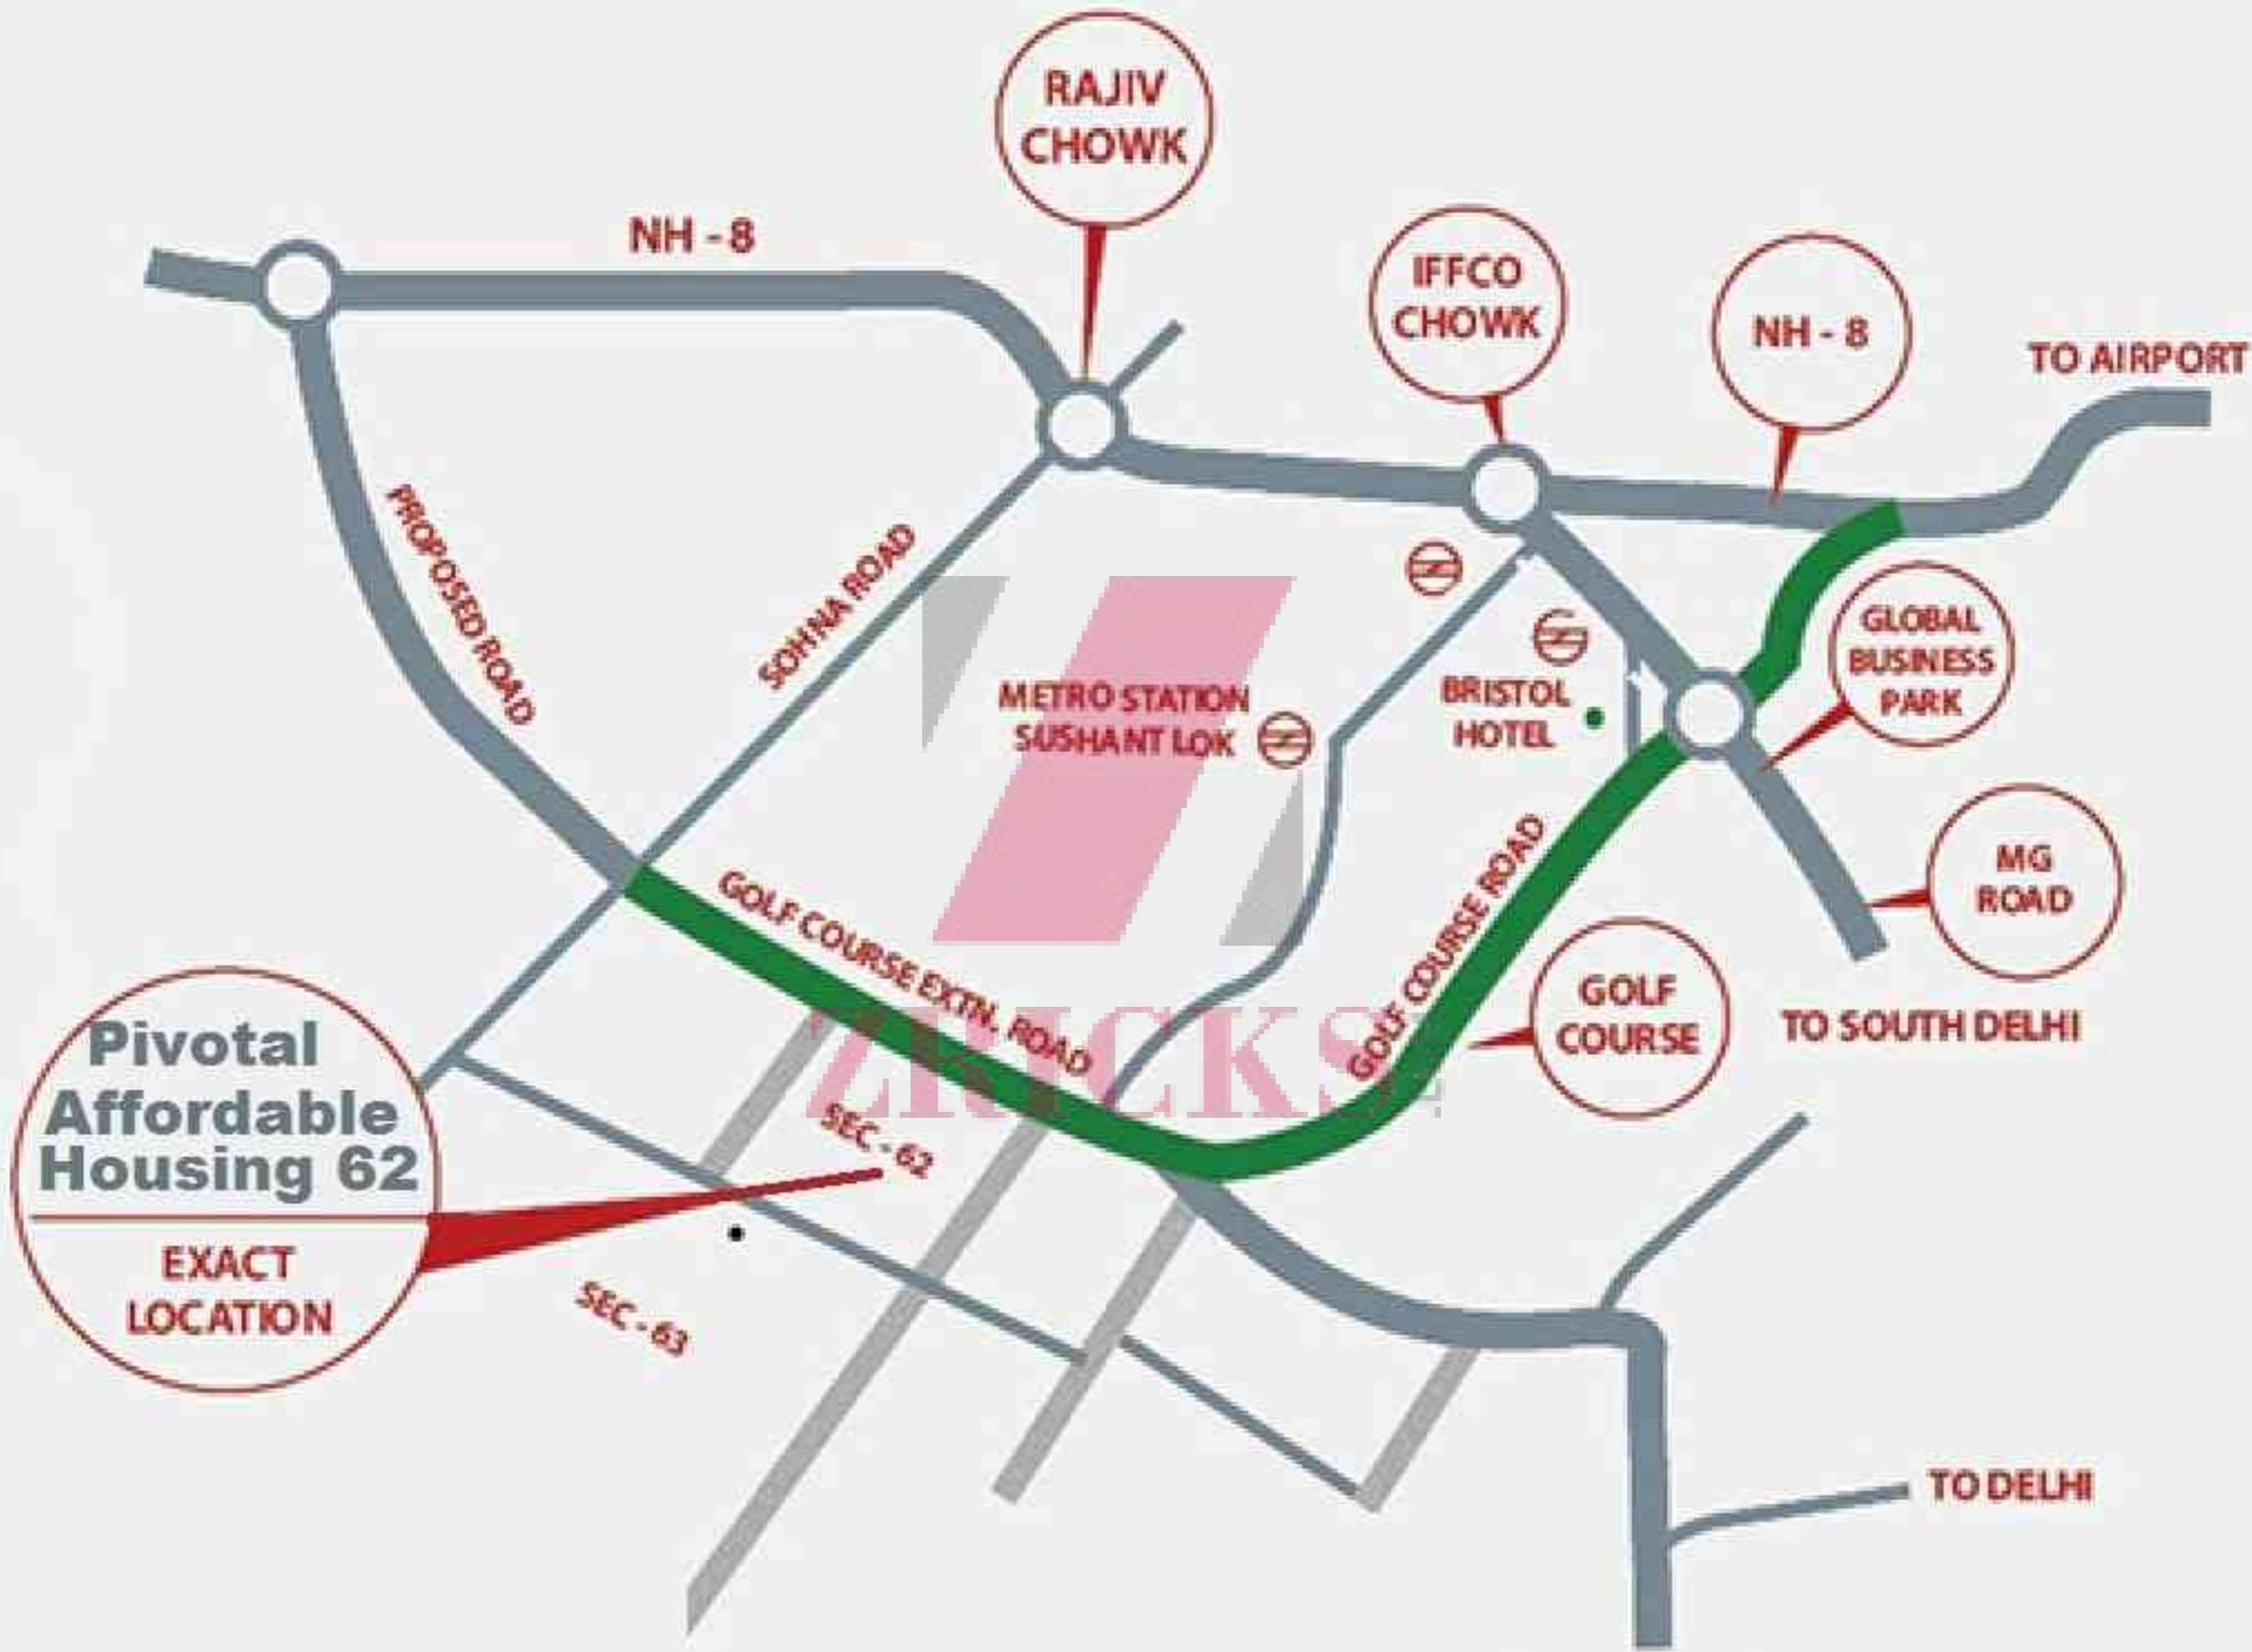 RAJIV
CHOWK
NH - 8
IFFCO
CHOWK
NH - 8
TO AIRPORT
PROPOSED ROAD
SOHNA ROAD
METRO STATION
SUSHANT LOK
BRISTOL
HOTEL
GLOBAL
BUSINESS
PARK
MG
ROAD
GOLF COURSE EXTN. ROAD
GOLF COURSE ROAD
GOLF
COURSE
TO SOUTH DELHI
ZRICKS
Pivotal
Affordable
Housing 62
EXACT
LOCATION
SEC - 62
SEC - 63
TO DELHI